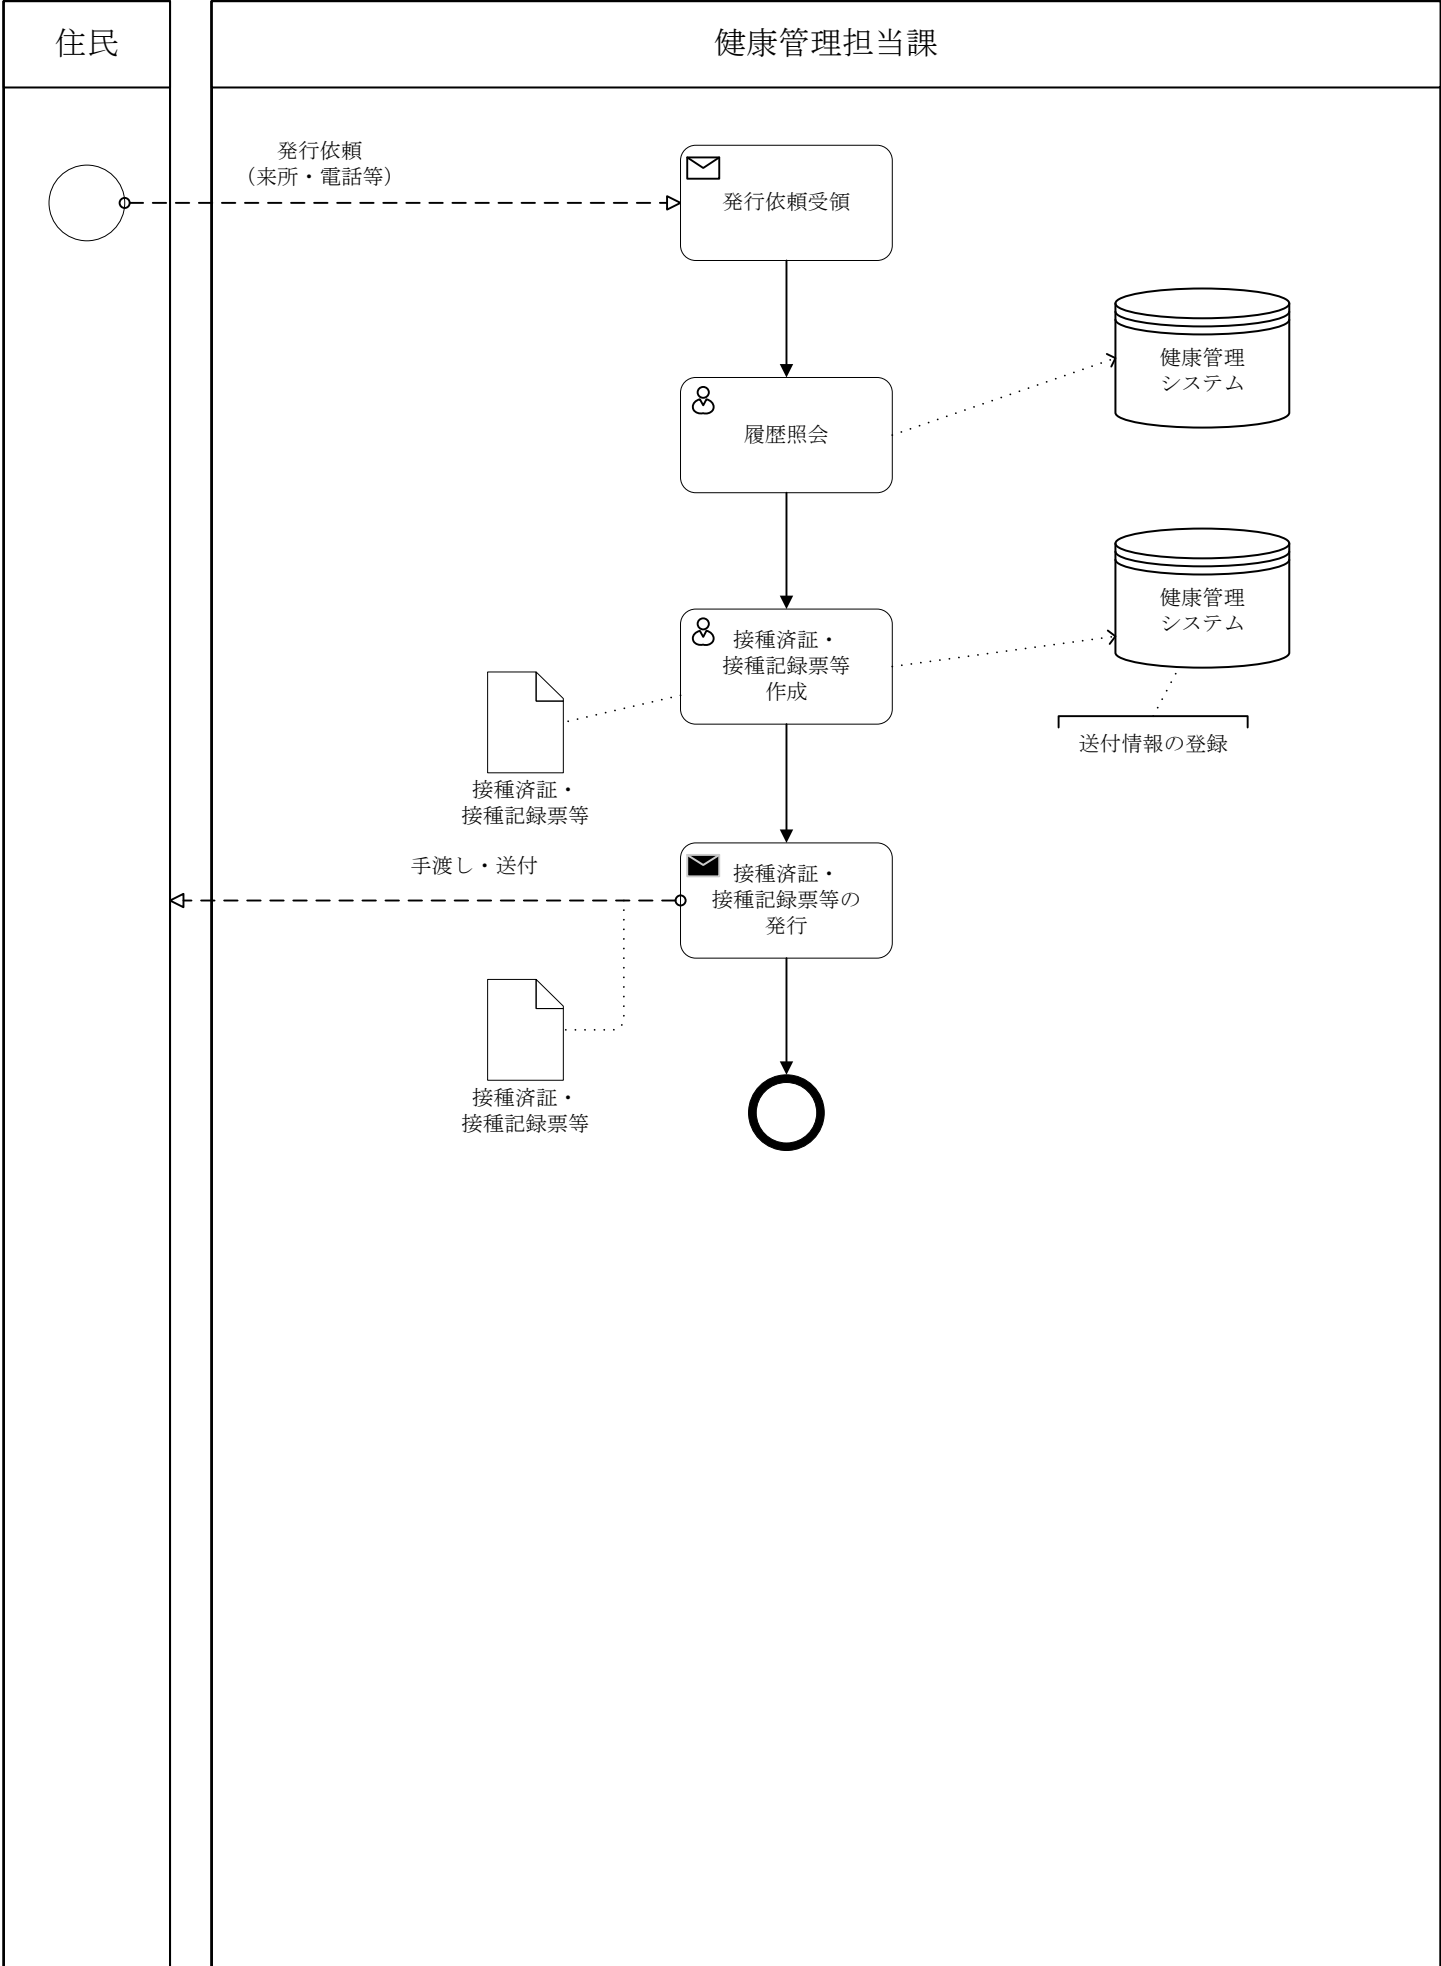 住民
健康管理担当課
発行依頼
（来所・電話等）
発行依頼受領
健康管理
システム
履歴照会
健康管理
システム
接種済証・
接種記録票等
作成
送付情報の登録
接種済証・
接種記録票等
手渡し・送付
接種済証・
接種記録票等の
発行
接種済証・
接種記録票等